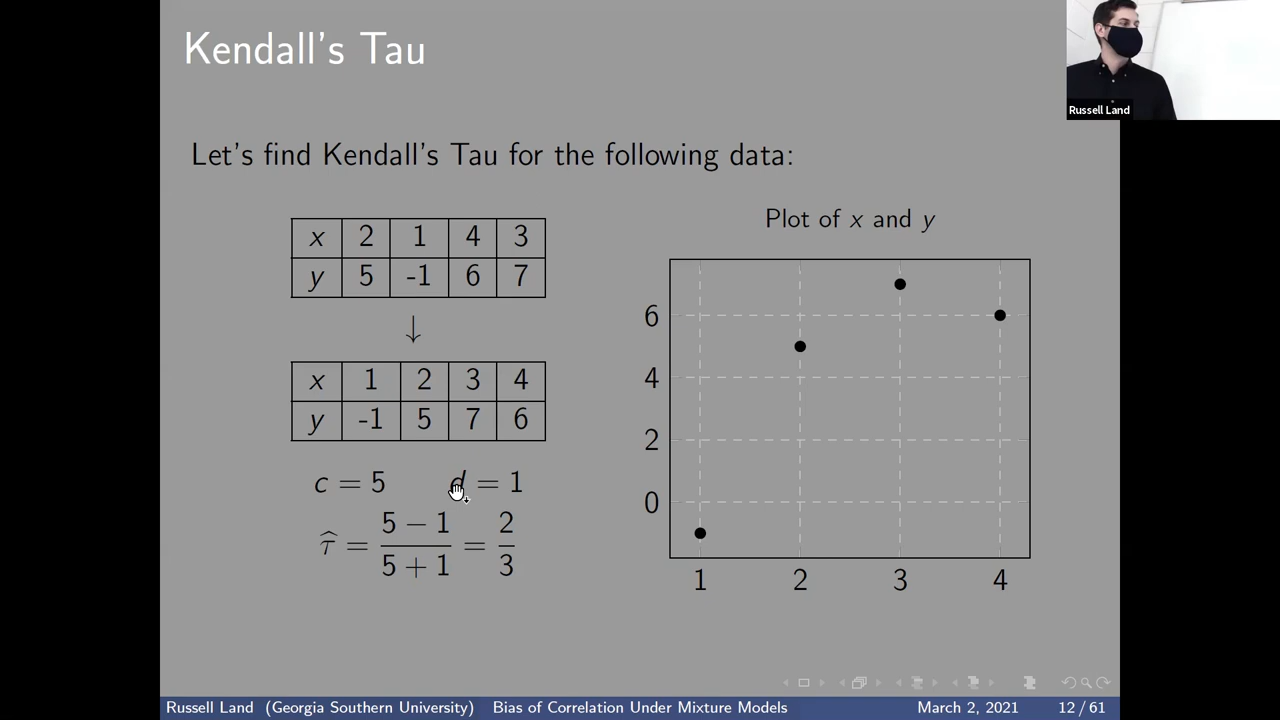 Kendall's Tau
Russell Land
Let's find Kendall's Tau for the following data:
x 2 1 4 3
y 5 -1 6 7
↓
x 1 2 3 4
y -1 5 7 6
c = 5 d = 1
τ̂ = (5 − 1)/(5 + 1) = 2/3
Plot of x and y
6
4
2
0
1 2 3 4
Russell Land (Georgia Southern University) Bias of Correlation Under Mixture Models March 2, 2021 12 / 61